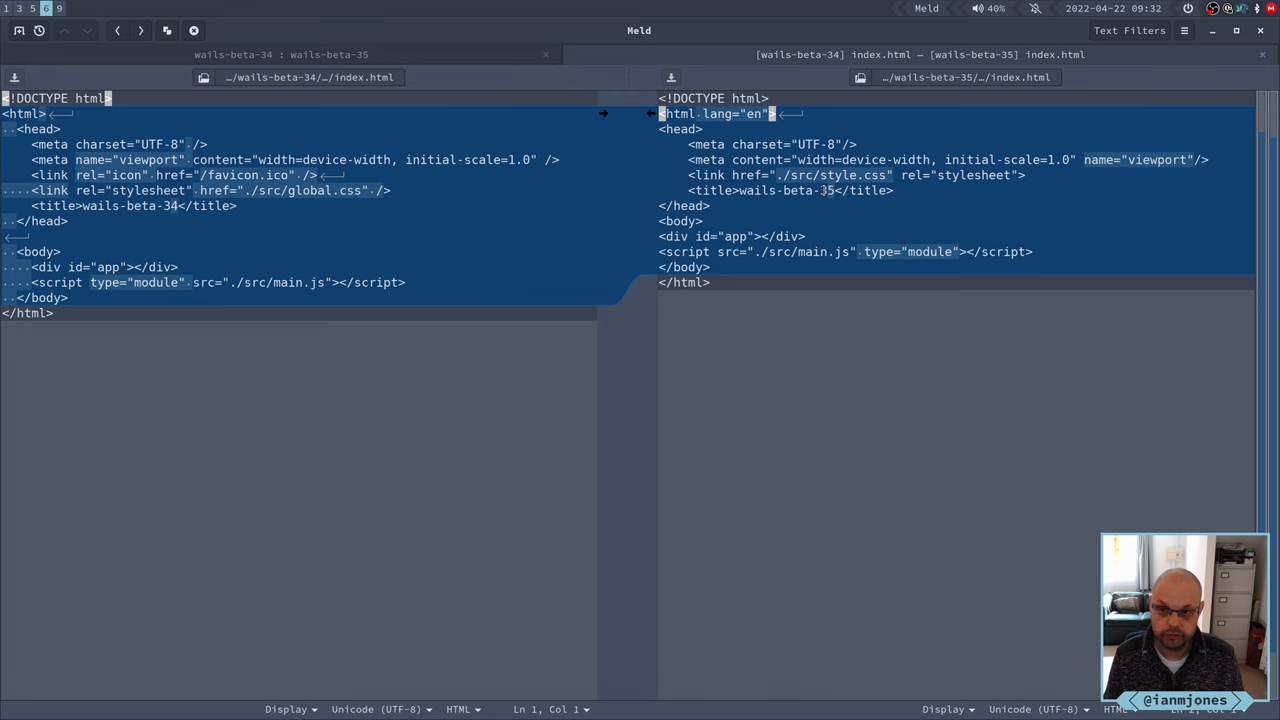 1 3 5 6 9
Meld
40%
2022-04-22 09:32
Meld
Text Filters
wails-beta-34 : wails-beta-35
[wails-beta-34] index.html — [wails-beta-35] index.html
…/wails-beta-34/…/index.html
…/wails-beta-35/…/index.html
<!DOCTYPE html>
<html>
<head>
<meta charset="UTF-8" />
<meta name="viewport" content="width=device-width, initial-scale=1.0" />
<link rel="icon" href="/favicon.ico" />
<link rel="stylesheet" href="./src/global.css" />
<title>wails-beta-34</title>
</head>
<body>
<div id="app"></div>
<script type="module" src="./src/main.js"></script>
</body>
</html>
<!DOCTYPE html>
<html lang="en">
<head>
<meta charset="UTF-8"/>
<meta content="width=device-width, initial-scale=1.0" name="viewport"/>
<link href="./src/style.css" rel="stylesheet">
<title>wails-beta-35</title>
</head>
<body>
<div id="app"></div>
<script src="./src/main.js" type="module"></script>
</body>
</html>
@ianmjones
Display
Unicode (UTF-8)
HTML
Ln 1, Col 1
Display
Unicode (UTF-8)